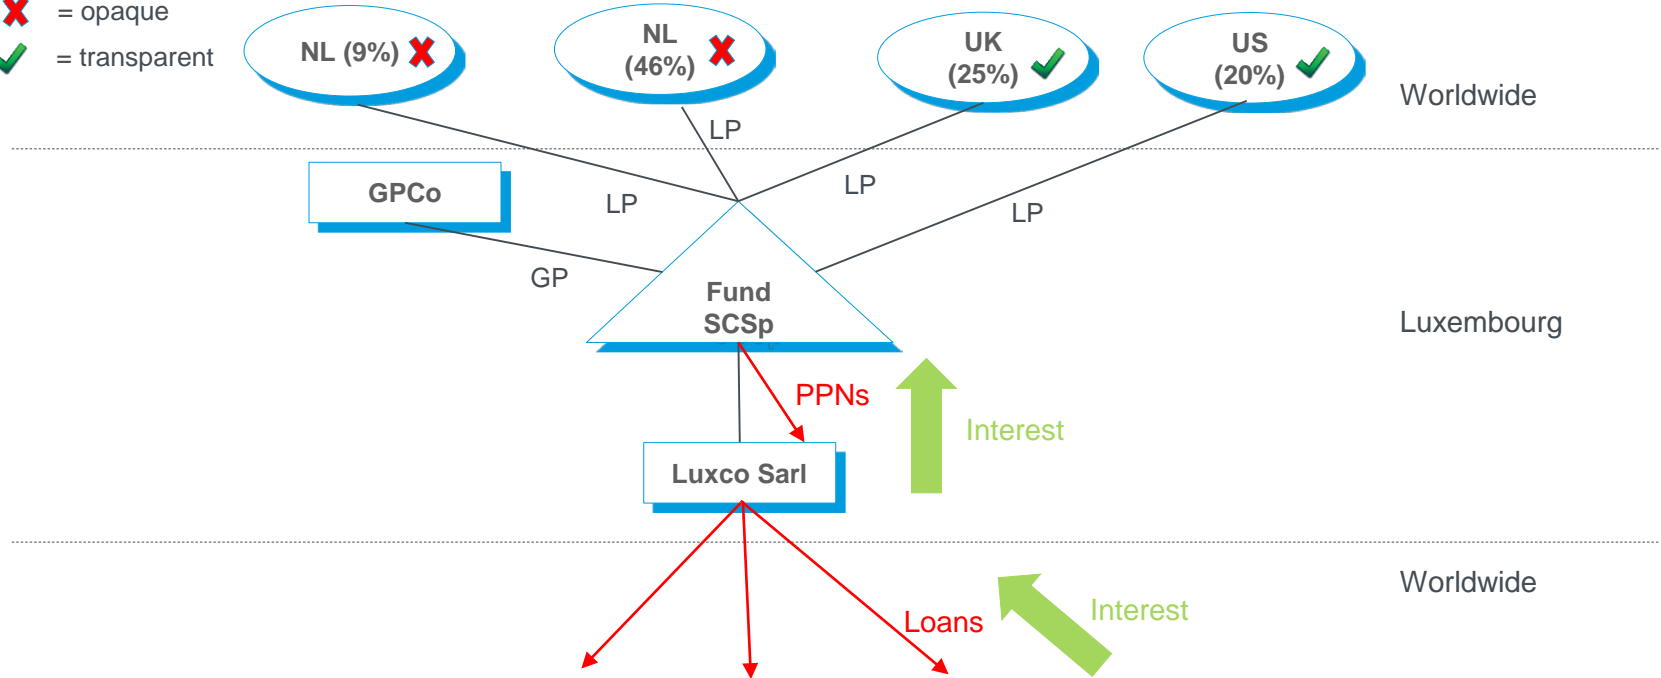 = opaque
= transparent
NL (9%)
NL
(46%)
UK
(25%)
US
(20%)
Worldwide
LP
LP
LP
LP
GPCo
GP
Fund
SCSp
Luxembourg
PPNs
Interest
Luxco Sarl
Worldwide
Loans
Interest